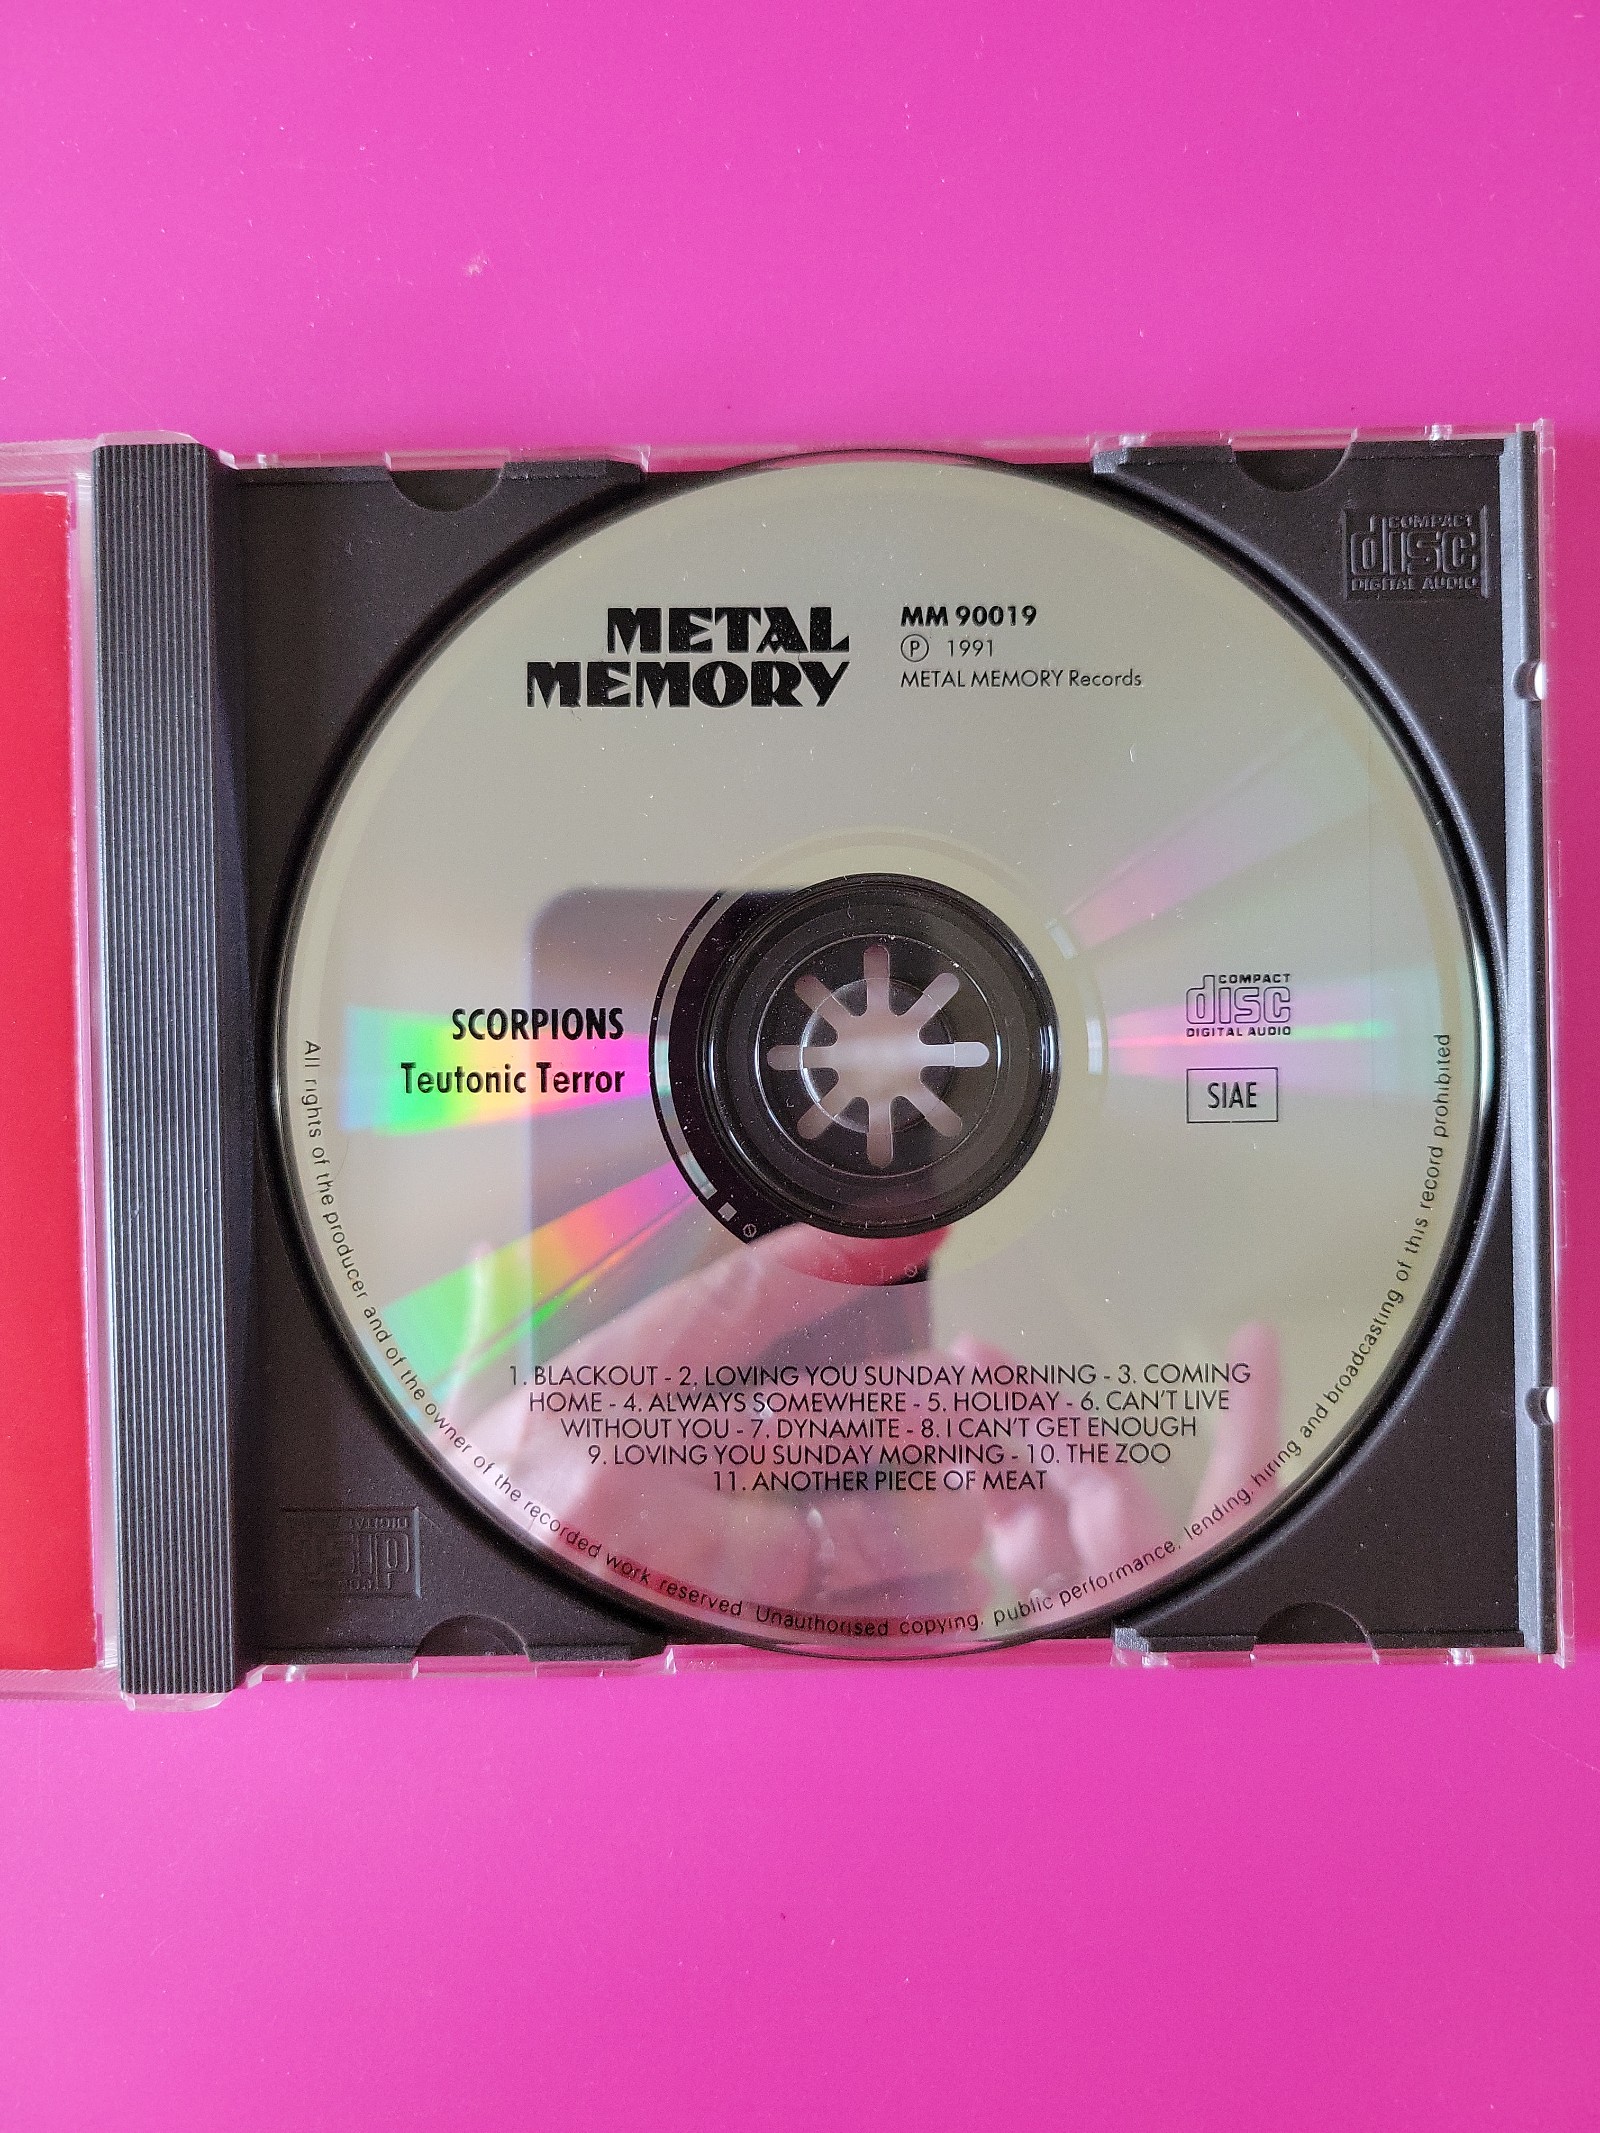 METAL
MEMORY
MM 90019
Ⓟ 1991
METAL MEMORY Records
COMPACT
disc
DIGITAL AUDIO
SCORPIONS
Teutonic Terror
COMPACT
disc
DIGITAL AUDIO
SIAE
1. BLACKOUT - 2. LOVING YOU SUNDAY MORNING - 3. COMING
HOME - 4. ALWAYS SOMEWHERE - 5. HOLIDAY - 6. CAN'T LIVE
WITHOUT YOU - 7. DYNAMITE - 8. I CAN'T GET ENOUGH
9. LOVING YOU SUNDAY MORNING - 10. THE ZOO
11. ANOTHER PIECE OF MEAT
All rights of the producer and of the owner of the recorded work reserved Unauthorised copying, public performance, lending, hiring and broadcasting of this record prohibited